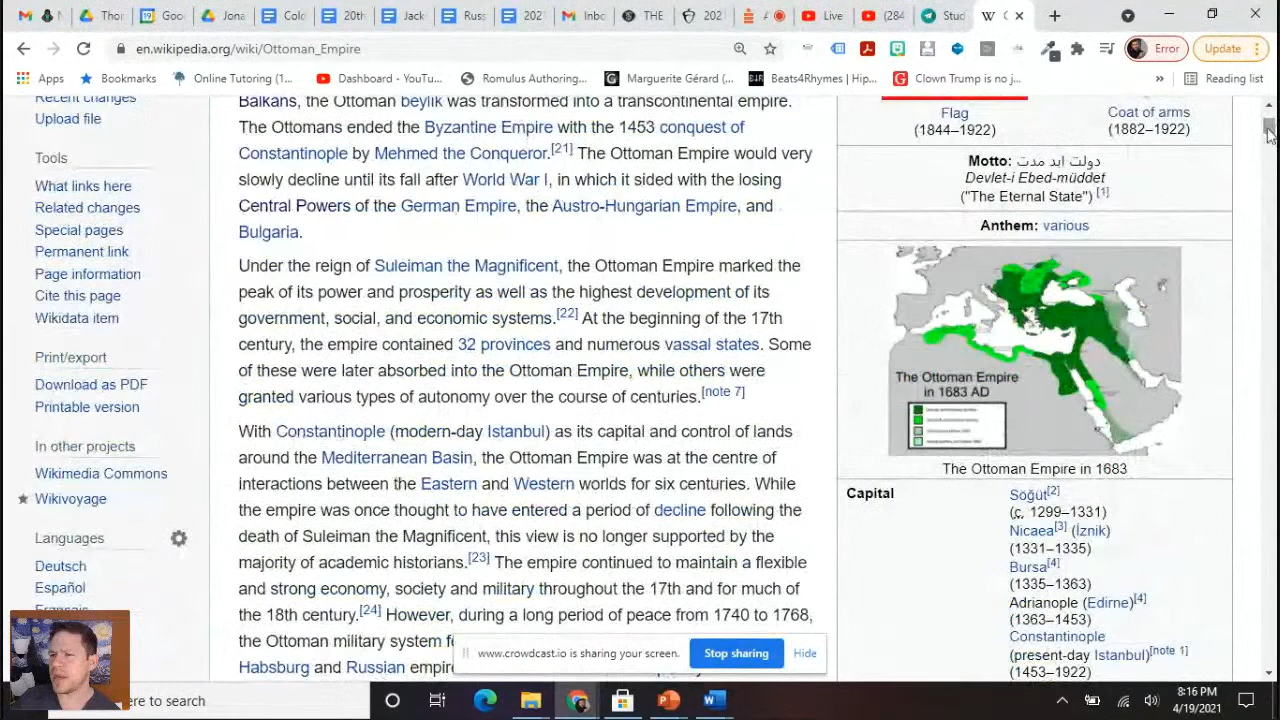 Thor
Goo
Jona
Colo
20th
Jack
Rus
202
Inbo
THE
202
Live
(284
Stud
C
en.wikipedia.org/wiki/Ottoman_Empire
Error
Update
Apps
Bookmarks
Online Tutoring (1...
Dashboard - YouTu...
Romulus Authoring...
Marguerite Gérard (...
Beats4Rhymes | Hip...
Clown Trump is no j...
»
Reading list
Recent changes
Upload file
Tools
What links here
Related changes
Special pages
Permanent link
Page information
Cite this page
Wikidata item
Print/export
Download as PDF
Printable version
In other projects
Wikimedia Commons
Wikivoyage
Languages
Deutsch
Español
Français
Balkans, the Ottoman beylik was transformed into a transcontinental empire.
The Ottomans ended the Byzantine Empire with the 1453 conquest of
Constantinople by Mehmed the Conqueror.[21] The Ottoman Empire would very
slowly decline until its fall after World War I, in which it sided with the losing
Central Powers of the German Empire, the Austro-Hungarian Empire, and
Bulgaria.
Under the reign of Suleiman the Magnificent, the Ottoman Empire marked the
peak of its power and prosperity as well as the highest development of its
government, social, and economic systems.[22] At the beginning of the 17th
century, the empire contained 32 provinces and numerous vassal states. Some
of these were later absorbed into the Ottoman Empire, while others were
granted various types of autonomy over the course of centuries.[note 7]
With Constantinople (modern-day Istanbul) as its capital and control of lands
around the Mediterranean Basin, the Ottoman Empire was at the centre of
interactions between the Eastern and Western worlds for six centuries. While
the empire was once thought to have entered a period of decline following the
death of Suleiman the Magnificent, this view is no longer supported by the
majority of academic historians.[23] The empire continued to maintain a flexible
and strong economy, society and military throughout the 17th and for much of
the 18th century.[24] However, during a long period of peace from 1740 to 1768,
the Ottoman military system f
Habsburg and Russian empire
Flag
(1844–1922)
Coat of arms
(1882–1922)
Motto: دولت ابد مدت
Devlet-i Ebed-müddet
("The Eternal State") [1]
Anthem: various
The Ottoman Empire
in 1683 AD
The Ottoman Empire in 1683
Capital
Söğüt[2]
(c. 1299–1331)
Nicaea[3] (İznik)
(1331–1335)
Bursa[4]
(1335–1363)
Adrianople (Edirne)[4]
(1363–1453)
Constantinople
(present-day Istanbul)[note 1]
(1453–1922)
www.crowdcast.io is sharing your screen.
Stop sharing
Hide
ere to search
8:16 PM
4/19/2021